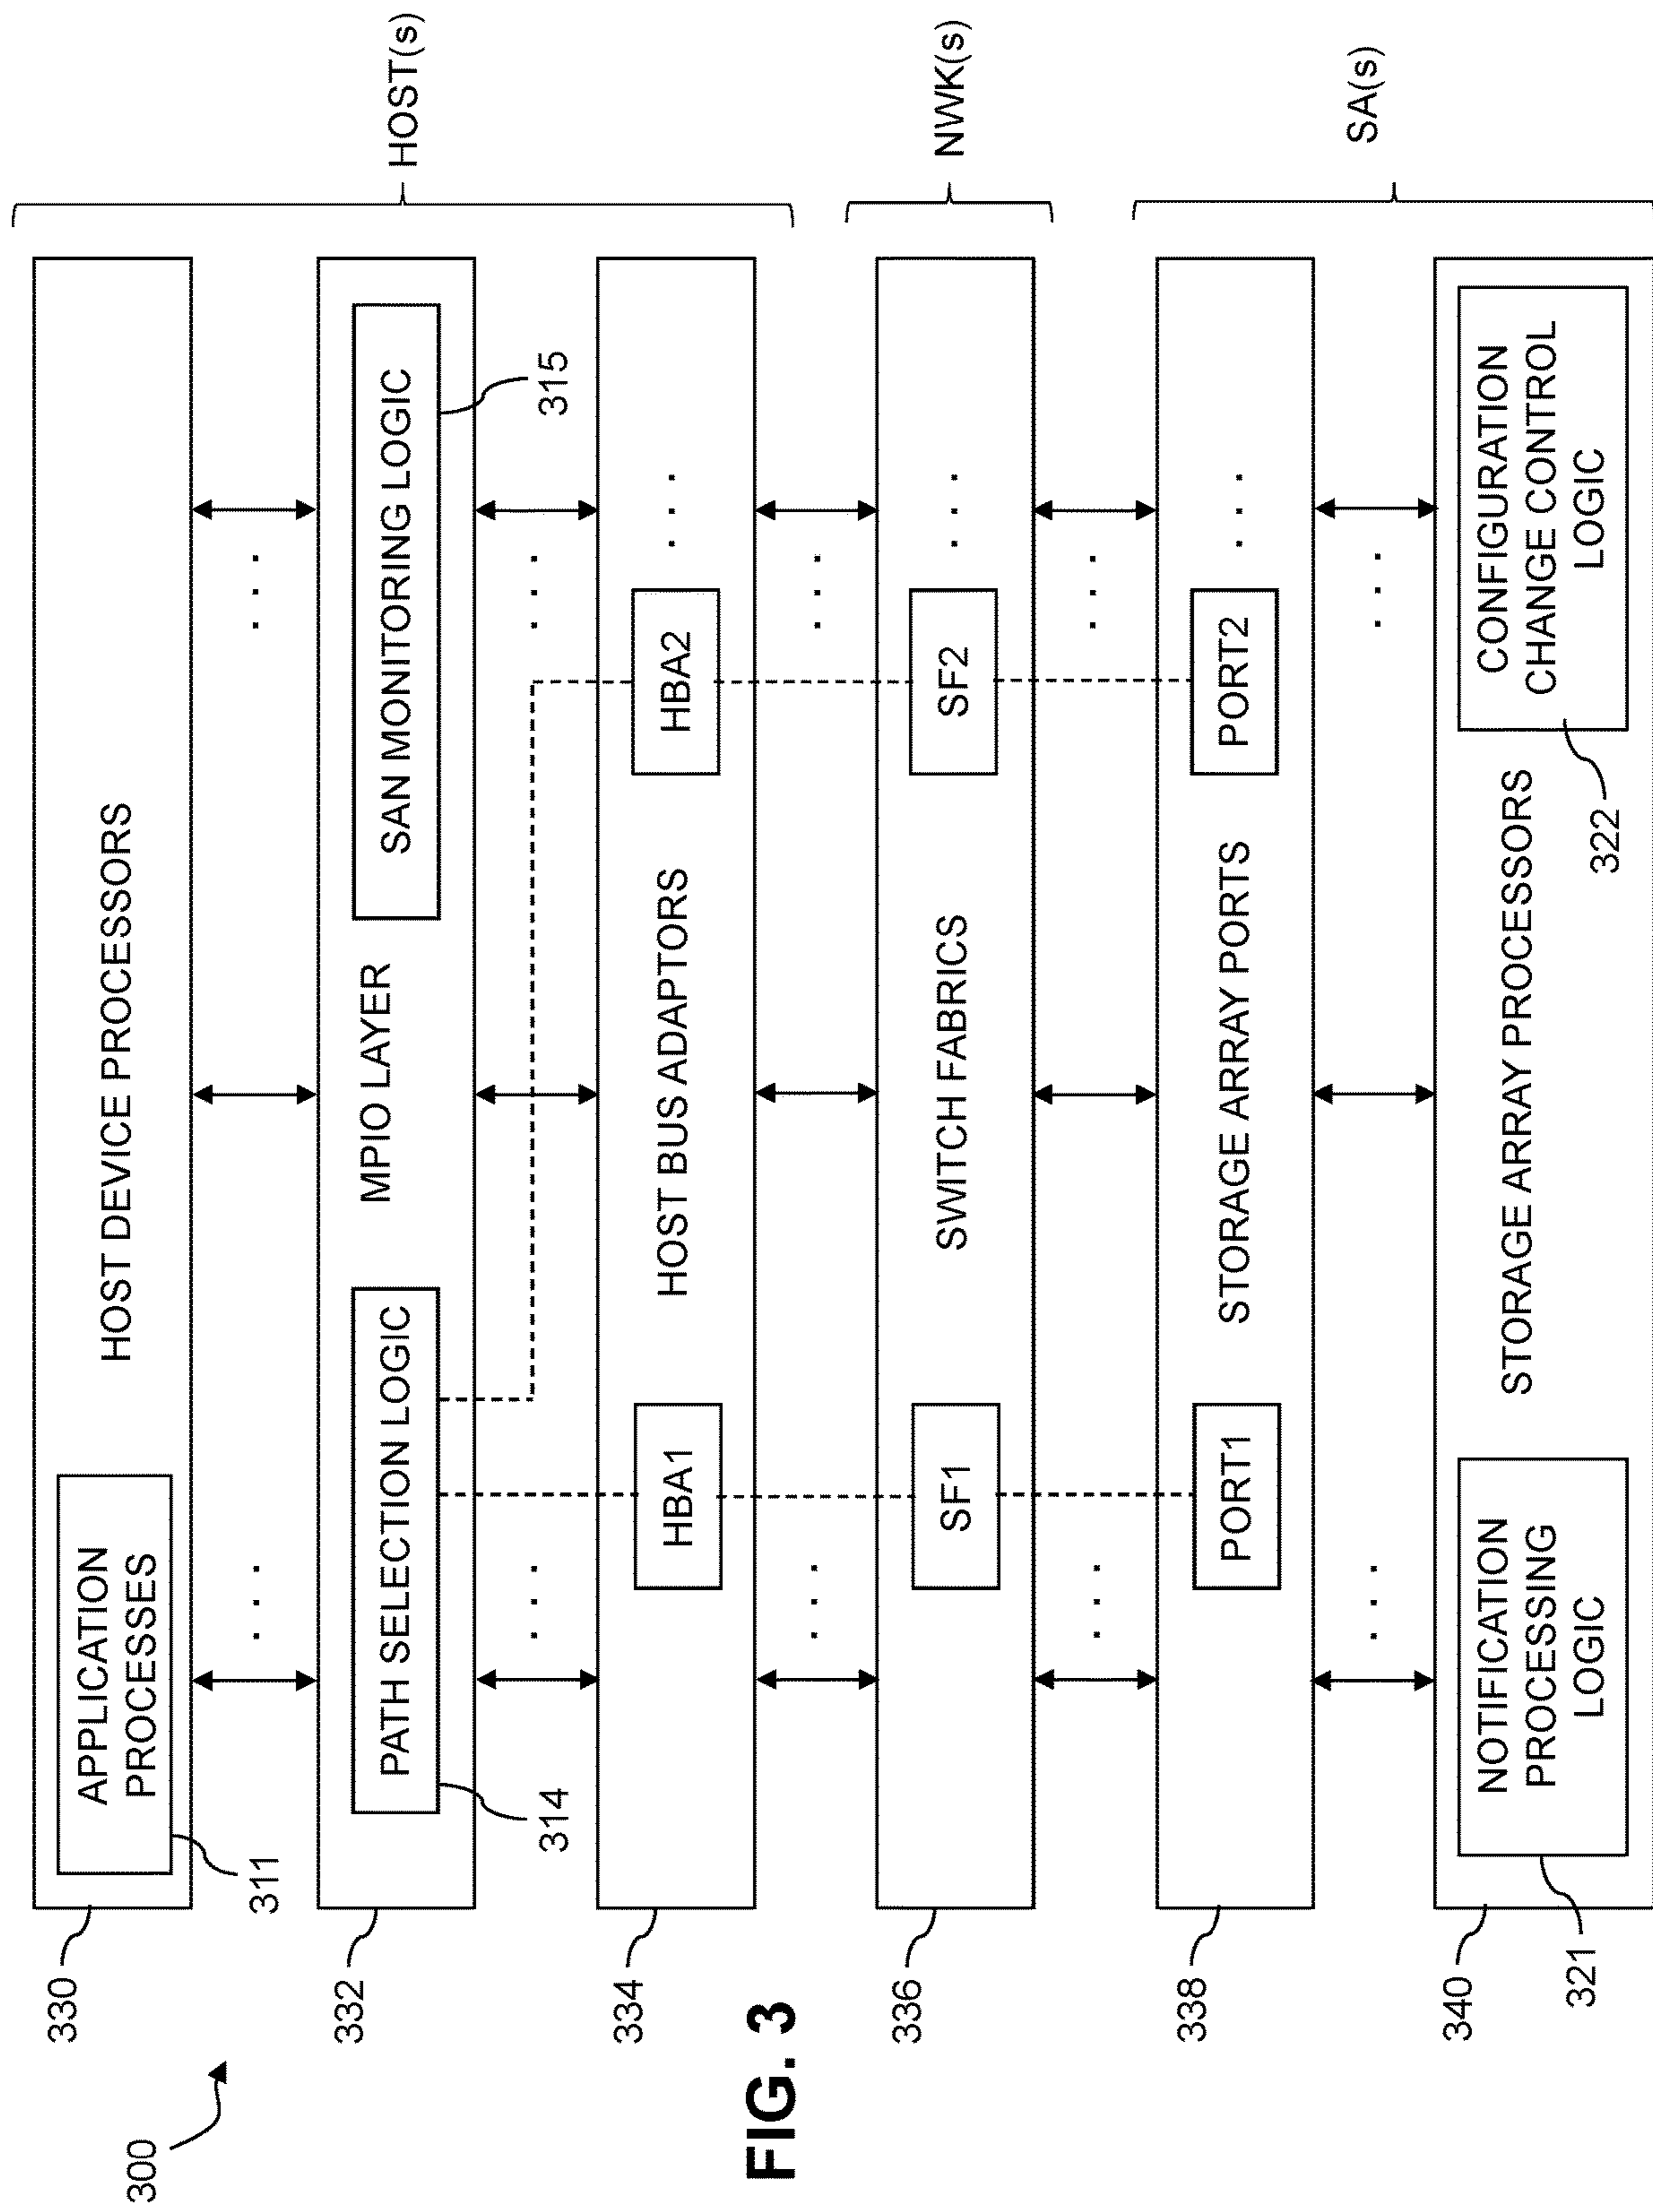 300
330
APPLICATION
PROCESSES
311
HOST DEVICE PROCESSORS
HOST(s)
332
PATH SELECTION LOGIC
314
MPIO LAYER
SAN MONITORING LOGIC
315
334
HBA1
HOST BUS ADAPTORS
HBA2
. . .
336
SF1
SWITCH FABRICS
SF2
. . .
NWK(s)
338
PORT1
STORAGE ARRAY PORTS
PORT2
. . .
SA(s)
340
NOTIFICATION
PROCESSING
LOGIC
321
STORAGE ARRAY PROCESSORS
CONFIGURATION
CHANGE CONTROL
LOGIC
322
FIG. 3